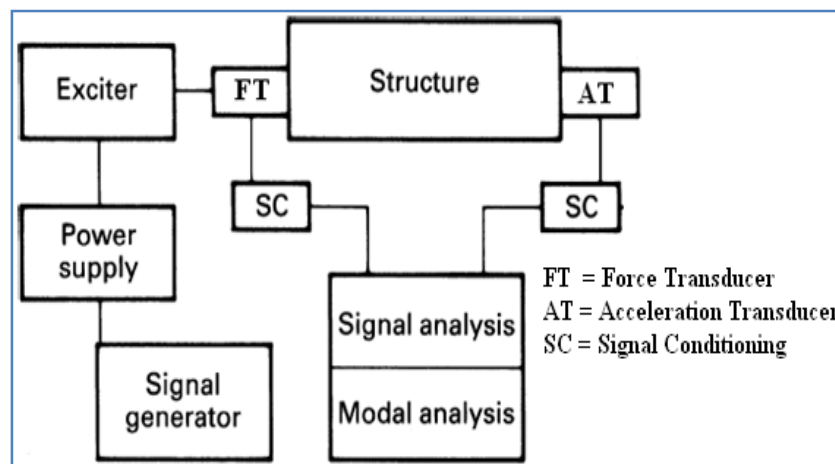 Exciter
FT
Structure
AT
SC
SC
Power
supply
Signal analysis
Modal analysis
Signal
generator
FT = Force Transducer
AT = Acceleration Transducer
SC = Signal Conditioning